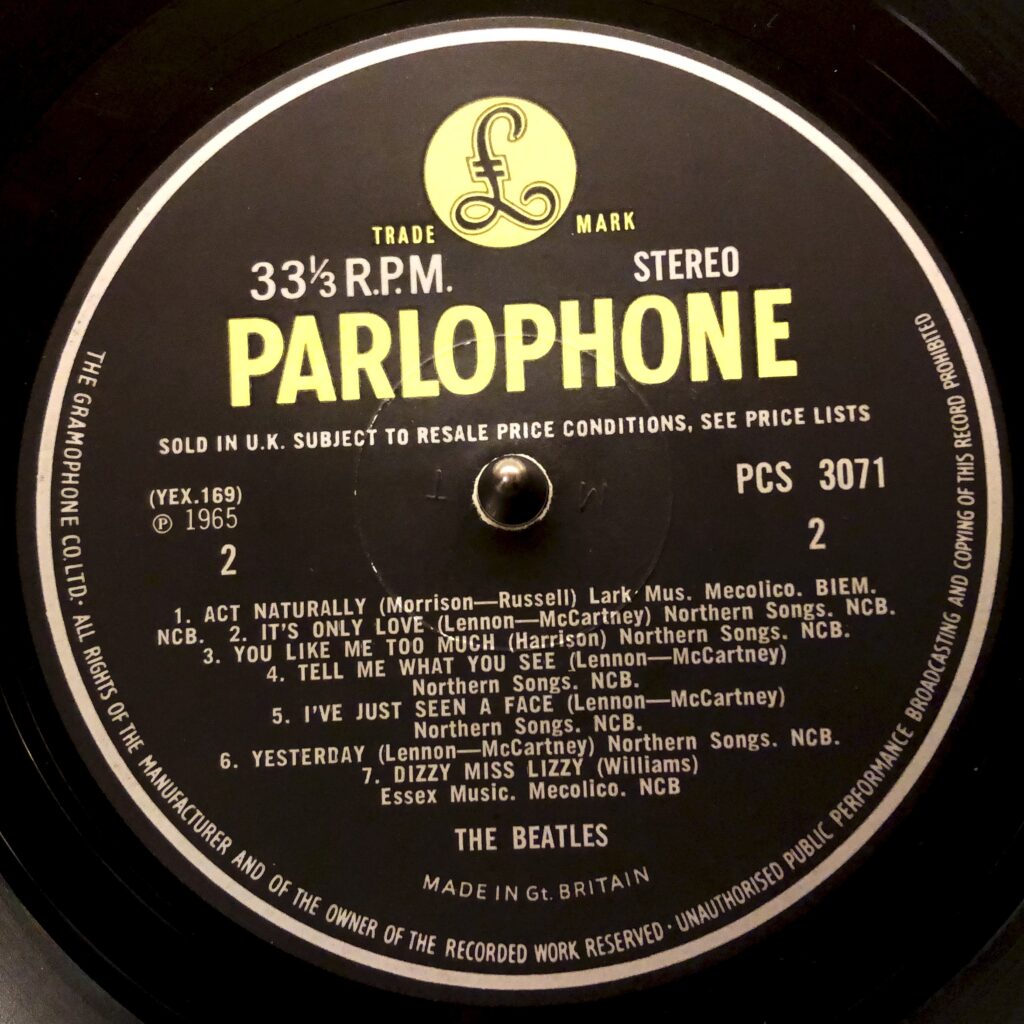 £
TRADE MARK
33⅓ R.P.M. STEREO
PARLOPHONE
SOLD IN U.K. SUBJECT TO RESALE PRICE CONDITIONS, SEE PRICE LISTS
(YEX.169) PCS 3071
℗ 1965
2 2
1. ACT NATURALLY (Morrison—Russell) Lark Mus. Mecolico. BIEM.
NCB. 2. IT'S ONLY LOVE (Lennon—McCartney) Northern Songs. NCB.
3. YOU LIKE ME TOO MUCH (Harrison) Northern Songs. NCB.
4. TELL ME WHAT YOU SEE (Lennon—McCartney)
Northern Songs. NCB.
5. I'VE JUST SEEN A FACE (Lennon—McCartney)
Northern Songs. NCB.
6. YESTERDAY (Lennon—McCartney) Northern Songs. NCB.
7. DIZZY MISS LIZZY (Williams)
Essex Music. Mecolico. NCB
THE BEATLES
MADE IN Gt. BRITAIN
THE GRAMOPHONE CO. LTD. · ALL RIGHTS OF THE MANUFACTURER AND OF THE OWNER OF THE RECORDED WORK RESERVED · UNAUTHORISED PUBLIC PERFORMANCE BROADCASTING AND COPYING OF THIS RECORD PROHIBITED